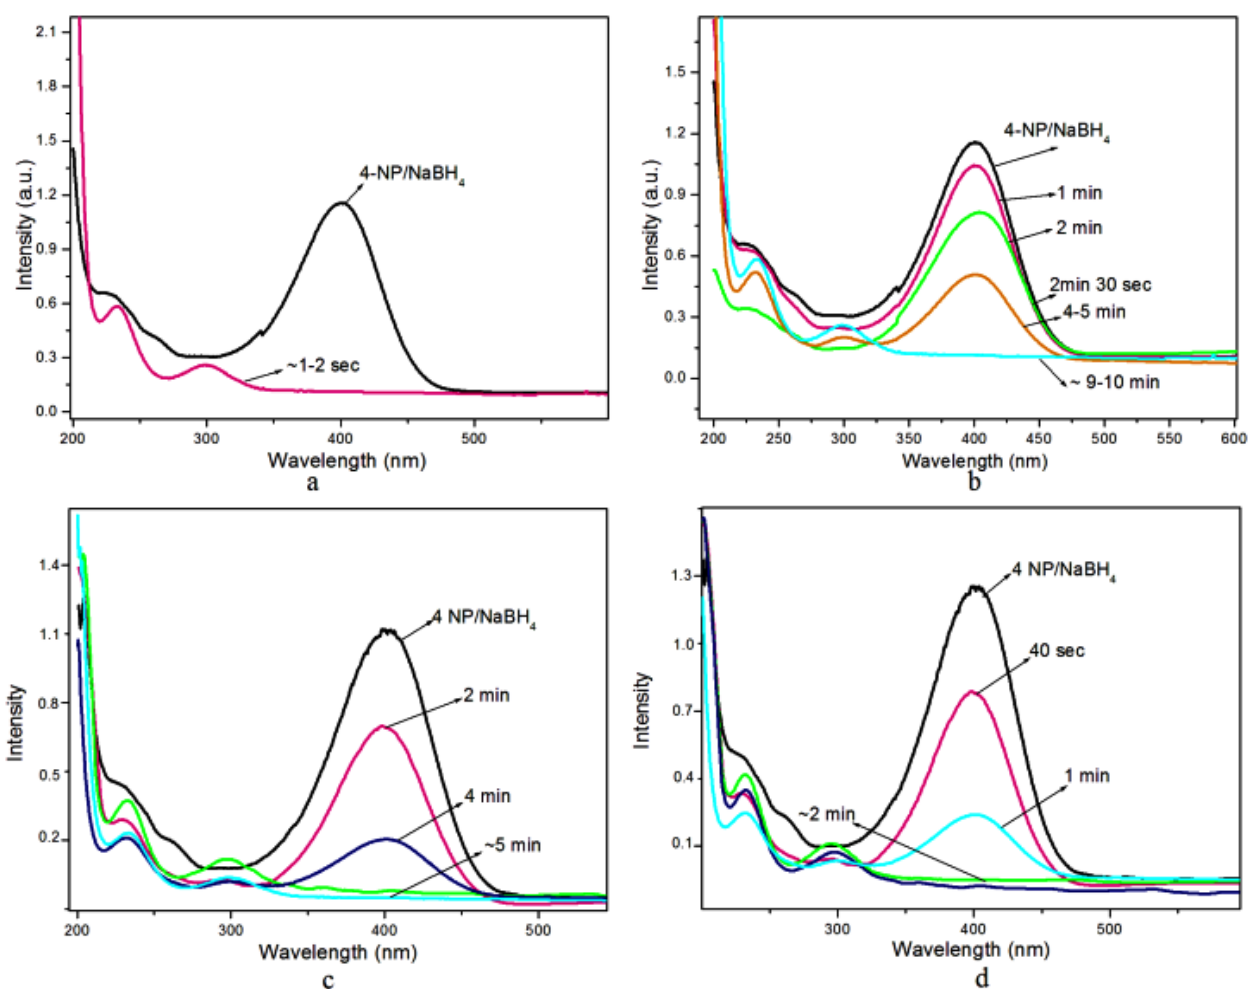 2.1
1.8
1.5
1.2
0.9
0.6
0.3
0.0
Intensity (a.u.)
4-NP/NaBH4
~1-2 sec
200
300
400
500
Wavelength (nm)
a
1.5
1.2
0.9
0.6
0.3
0.0
Intensity (a.u.)
4-NP/NaBH4
1 min
2 min
2min 30 sec
4-5 min
~ 9-10 min
200
250
300
350
400
450
500
550
600
Wavelength (nm)
b
1.4
1.1
0.8
0.5
0.2
Intensity
4 NP/NaBH4
2 min
4 min
~5 min
200
300
400
500
Wavelength (nm)
c
1.3
1.0
0.7
0.4
0.1
Intensity
4 NP/NaBH4
40 sec
1 min
~2 min
300
400
500
Wavelength (nm)
d